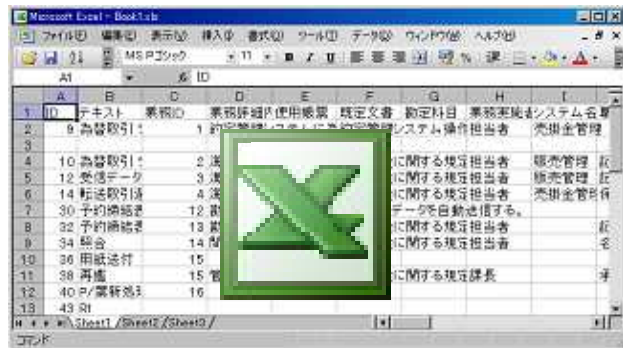 Microsoft Excel - Book1.xls
ファイル(F) 編集(E) 表示(V) 挿入(I) 書式(O) ツール(T) データ(D) ウィンドウ(W) ヘルプ(H)
MS Pゴシック 11 B I U
A1 fx ID
A B C D E F G H I
1 ID テキスト 業務ID 業務詳細内 使用帳票 既定文書 勘定科目 業務実施者 システム名
2 9 為替取引 1 システム操作 担当者 売掛金管理
3
4 10 為替取引 2 に関する規定 担当者 販売管理
5 12 受信データ 3 に関する規定 担当者 販売管理
6 14 転送取引 4 に関する規定 担当者
7 30 予約締結 12 データを自動送信する。
8 32 予約締結 13 に関する規定 担当者
9 34 照合 14 に関する規定 担当者
10 36 用紙送付 15
11 38 再鑑 15 に関する規定 課長
12 40 16
13 43
Sheet1 / Sheet2 / Sheet3 /
コマンド